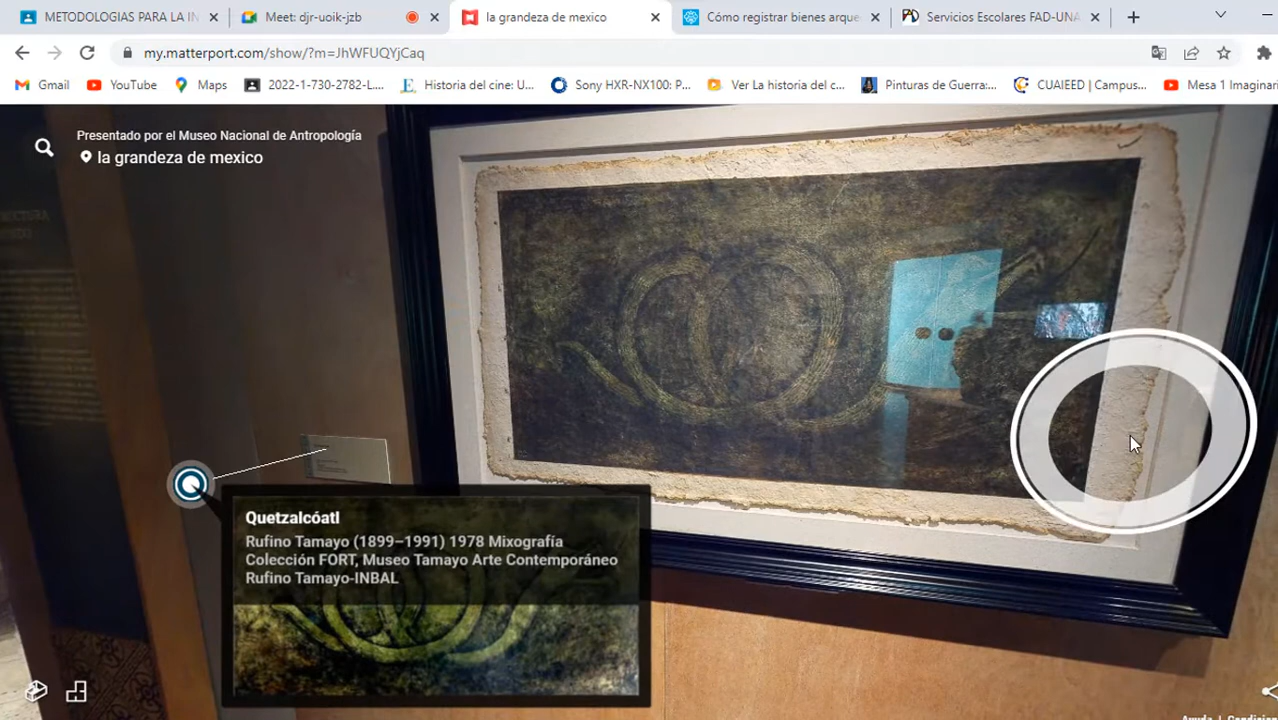 METODOLOGIAS PARA LA IN
Meet: djr-uoik-jzb
la grandeza de mexico
Cómo registrar bienes arque
Servicios Escolares FAD-UNA
my.matterport.com/show/?m=JhWFUQYjCaq
Gmail
YouTube
Maps
2022-1-730-2782-L...
Historia del cine: U...
Sony HXR-NX100: P...
Ver La historia del c...
Pinturas de Guerra:...
CUAIEED | Campus...
Mesa 1 Imaginar
Presentado por el Museo Nacional de Antropología
la grandeza de mexico
Quetzalcóatl
Rufino Tamayo (1899–1991) 1978 Mixografía
Colección FORT, Museo Tamayo Arte Contemporáneo
Rufino Tamayo-INBAL